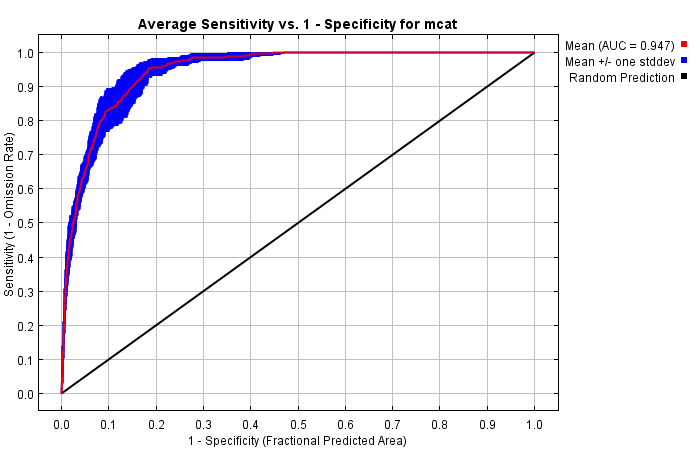 Average Sensitivity vs. 1 - Specificity for mcat
Mean (AUC = 0.947)
Mean +/- one stddev
Random Prediction
Sensitivity (1 - Omission Rate)
1.0
0.9
0.8
0.7
0.6
0.5
0.4
0.3
0.2
0.1
0.0
0.0 0.1 0.2 0.3 0.4 0.5 0.6 0.7 0.8 0.9 1.0
1 - Specificity (Fractional Predicted Area)